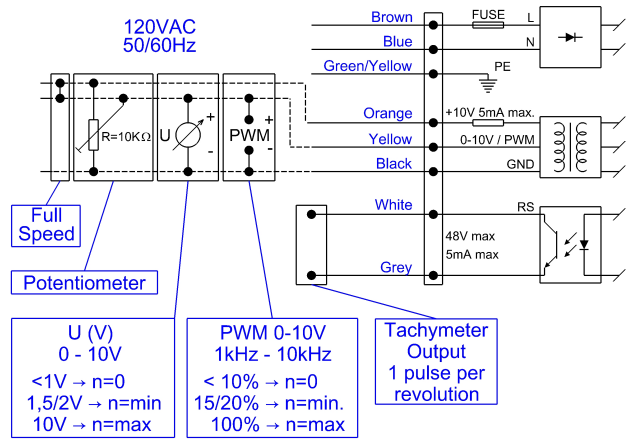 120VAC
50/60Hz
Brown
FUSE
L
Blue
N
Green/Yellow
PE
Orange
+10V 5mA max.
Yellow
0-10V / PWM
Black
GND
R=10KΩ
U
+
-
PWM
+
-
White
RS
48V max
5mA max
Grey
Full
Speed
Potentiometer
U (V)
0 - 10V
<1V → n=0
1,5/2V → n=min
10V → n=max
PWM 0-10V
1kHz - 10kHz
< 10% → n=0
15/20% → n=min.
100% → n=max
Tachymeter
Output
1 pulse per
revolution